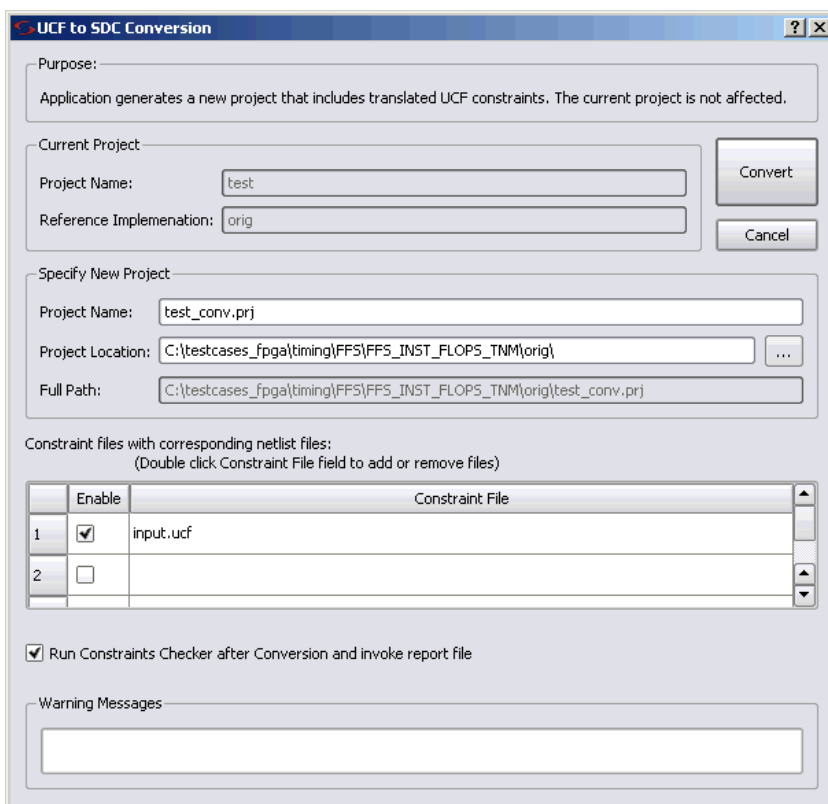 UCF to SDC Conversion
Purpose:
Application generates a new project that includes translated UCF constraints. The current project is not affected.
Current Project
Project Name: test
Reference Implemenation: orig
Convert
Cancel
Specify New Project
Project Name: test_conv.prj
Project Location: C:\testcases_fpga\timing\FFS\FFS_INST_FLOPS_TNM\orig\ ...
Full Path: C:\testcases_fpga\timing\FFS\FFS_INST_FLOPS_TNM\orig\test_conv.prj
Constraint files with corresponding netlist files:
(Double click Constraint File field to add or remove files)
Enable Constraint File
1 input.ucf
2
Run Constraints Checker after Conversion and invoke report file
Warning Messages